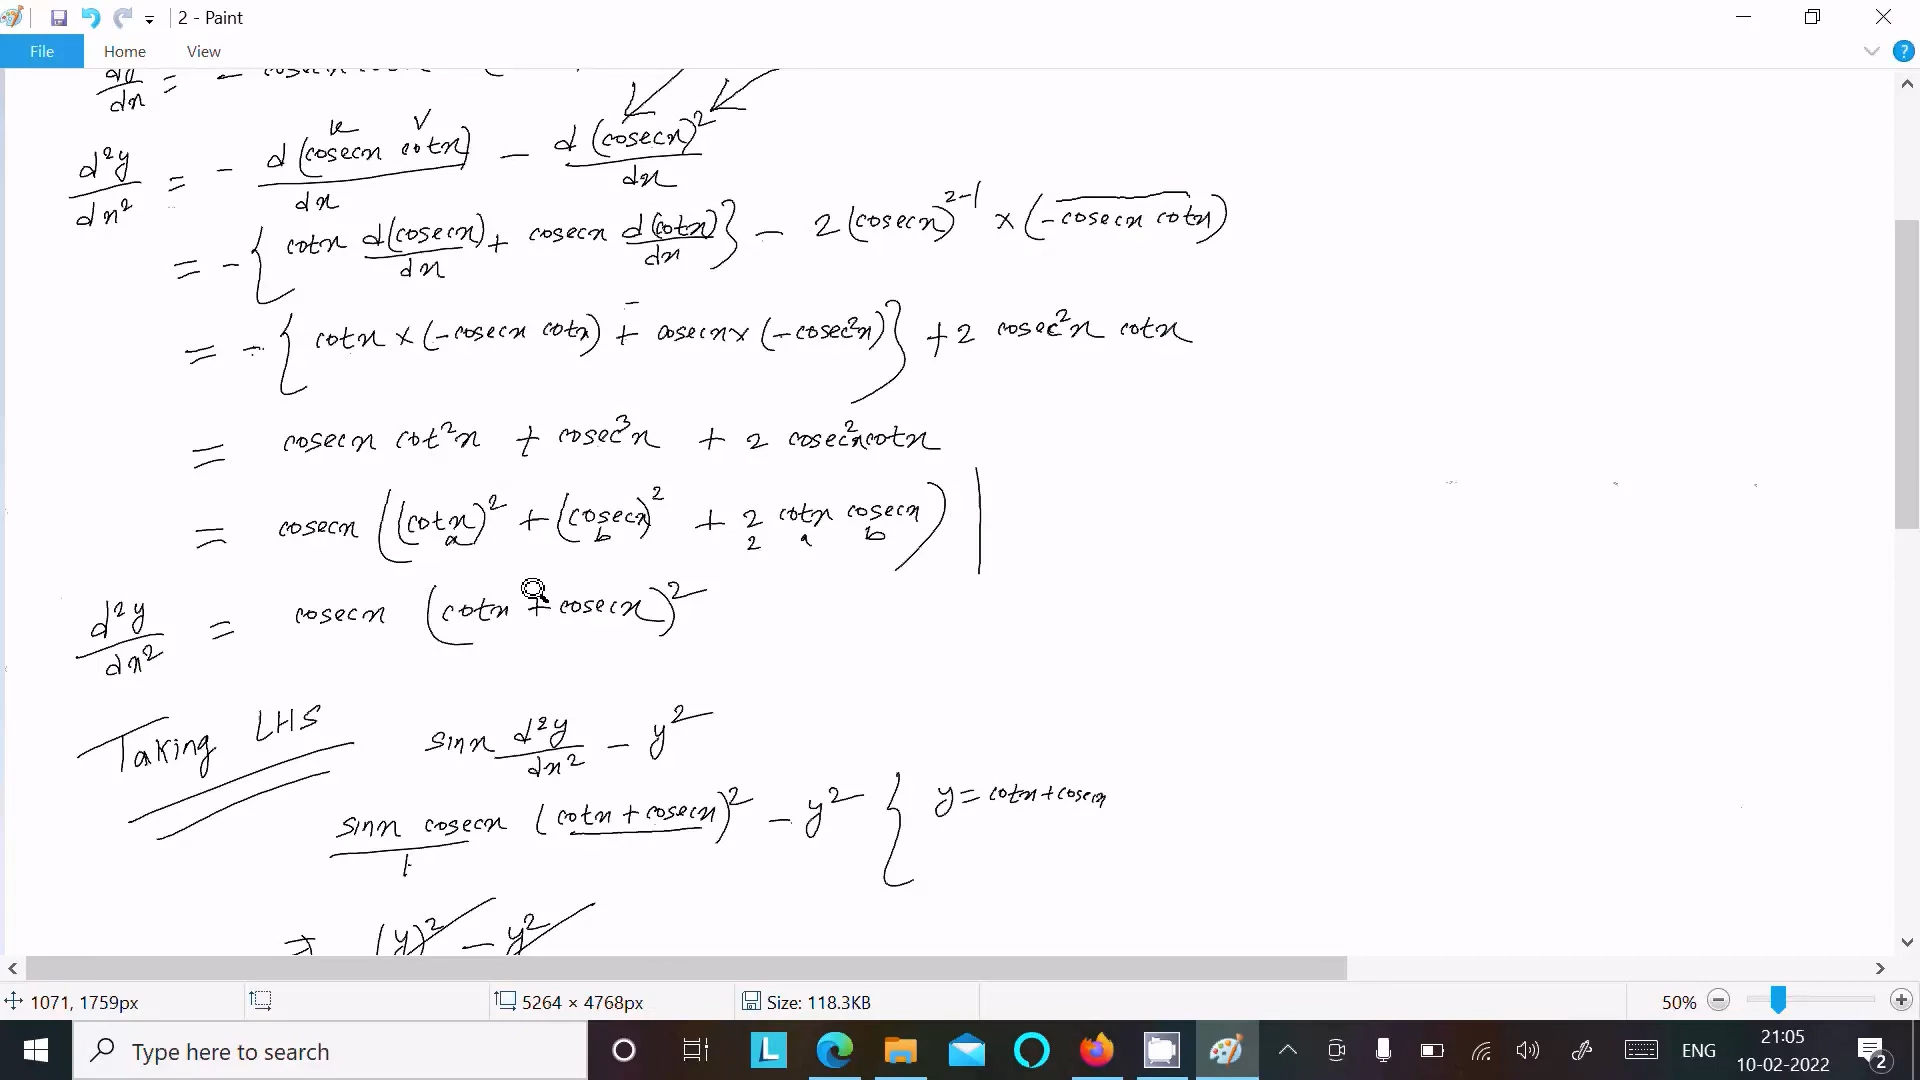 2 - Paint
File Home View
dy/dx = -
d²y/dx² = - d(cosecx cotx)/dx - d(cosecx)²/dx
u v
= - { cotx d(cosecx)/dx + cosecx d(cotx)/dx } - 2 (cosecx)²⁻¹ × (-cosecx cotx)
= - { cotx × (-cosecx cotx) + cosecx × (-cosec²x) } + 2 cosec²x cotx
= cosecx cot²x + cosec³x + 2 cosec²x cotx
= cosecx ((cotx)² + (cosecx)² + 2 cotx cosecx)
a b 2 a b
d²y/dx² = cosecx (cotx + cosecx)²
Taking LHS sinx d²y/dx² - y²
sinx cosecx (cotx + cosecx)² - y² { y = cotx + cosecx
1
⇒ (y)² - y²
1071, 1759px 5264 × 4768px Size: 118.3KB 50%
Type here to search
L
ENG
21:05
10-02-2022
2